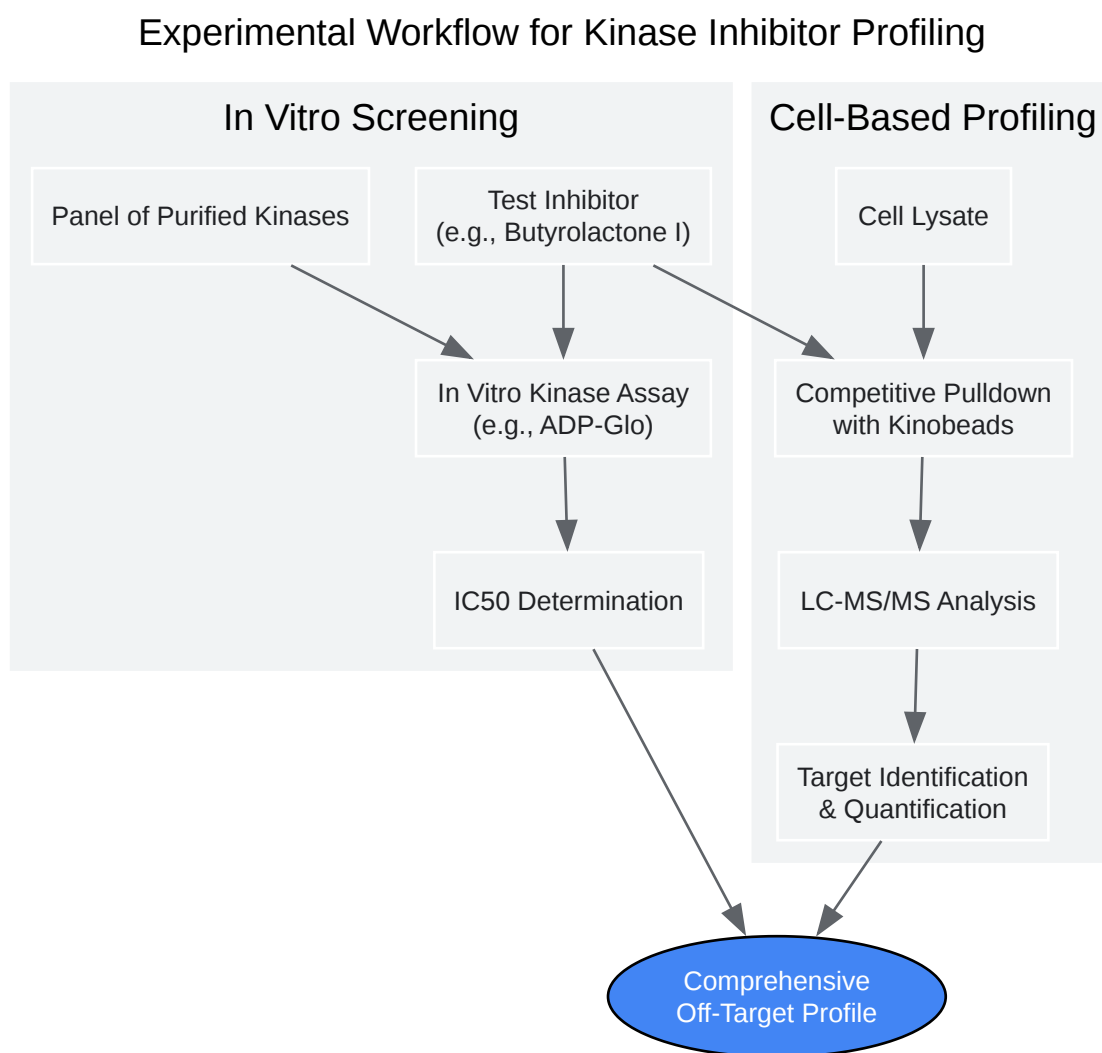 Experimental Workflow for Kinase Inhibitor Profiling
In Vitro Screening
Cell-Based Profiling
Panel of Purified Kinases
Test Inhibitor
(e.g., Butyrolactone I)
Cell Lysate
In Vitro Kinase Assay
(e.g., ADP-Glo)
Competitive Pulldown
with Kinobeads
IC50 Determination
LC-MS/MS Analysis
Target Identification
& Quantification
Comprehensive
Off-Target Profile